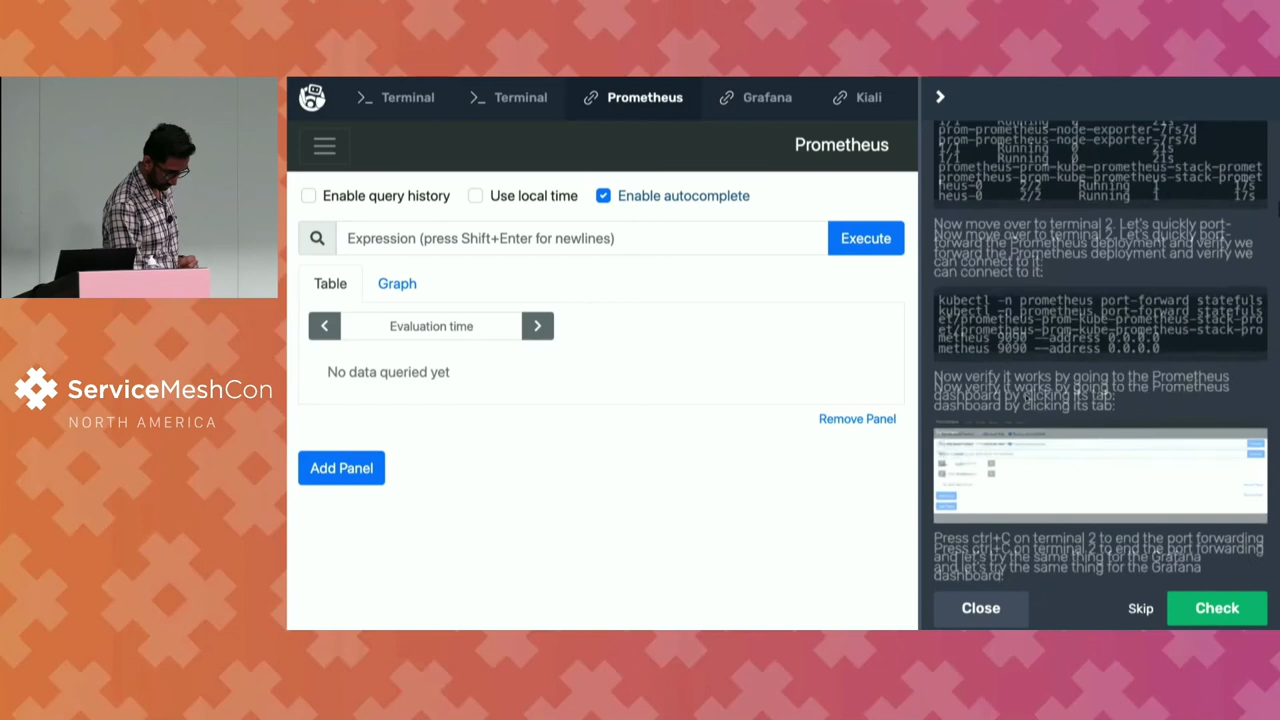 Terminal
Terminal
Prometheus
Grafana
Kiali
Prometheus
Enable query history
Use local time
Enable autocomplete
Expression (press Shift+Enter for newlines)
Execute
Table
Graph
Evaluation time
No data queried yet
Remove Panel
Add Panel
ServiceMeshCon
NORTH AMERICA
1/1 Running 0 21s
prom-prometheus-node-exporter-7rs7d
1/1 Running 0 21s
prometheus-prom-kube-prometheus-stack-promet
heus-0 2/2 Running 1 17s
Now move over to terminal 2. Let's quickly port-
forward the Prometheus deployment and verify we
can connect to it:
kubectl -n prometheus port-forward statefuls
et/prometheus-prom-kube-prometheus-stack-pro
metheus 9090 --address 0.0.0.0
Now verify it works by going to the Prometheus
dashboard by clicking its tab:
Press ctrl+C on terminal 2 to end the port forwarding
and let's try the same thing for the Grafana
dashboard:
Close
Skip
Check